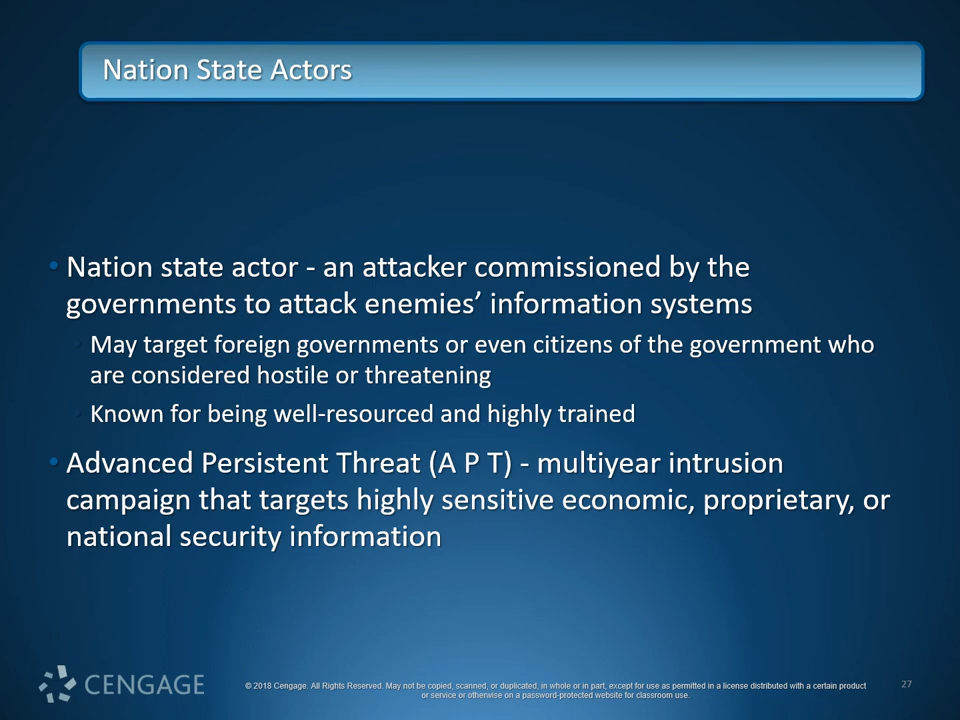 Nation State Actors
• Nation state actor - an attacker commissioned by the
governments to attack enemies’ information systems
• May target foreign governments or even citizens of the government who
are considered hostile or threatening
• Known for being well-resourced and highly trained
• Advanced Persistent Threat (A P T) - multiyear intrusion
campaign that targets highly sensitive economic, proprietary, or
national security information
CENGAGE
© 2018 Cengage. All Rights Reserved. May not be copied, scanned, or duplicated, in whole or in part, except for use as permitted in a license distributed with a certain product
or service or otherwise on a password-protected website for classroom use.
27